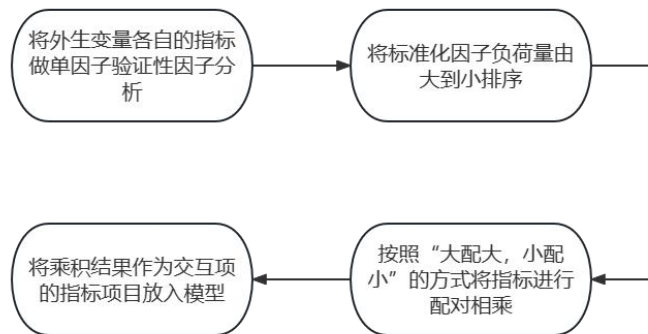 将外生变量各自的指标
做单因子验证性因子分
析
将标准化因子负荷量由
大到小排序
按照“大配大，小配
小”的方式将指标进行
配对相乘
将乘积结果作为交互项
的指标项目放入模型